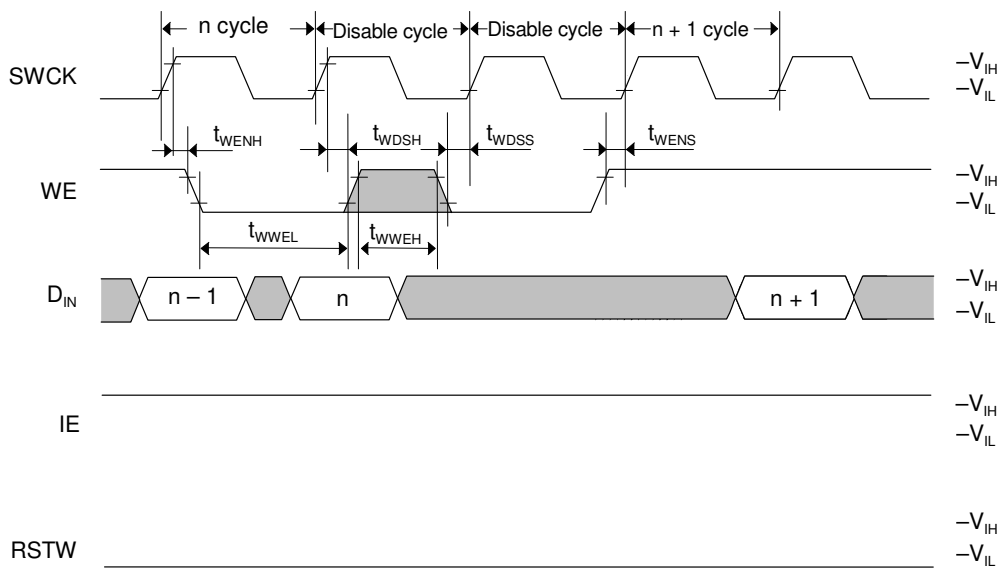 n cycle Disable cycle Disable cycle n + 1 cycle
SWCK –VIH
–VIL
tWENH tWDSH tWDSS tWENS
WE –VIH
–VIL
tWWEL tWWEH
DIN n – 1 n n + 1 –VIH
–VIL
IE –VIH
–VIL
RSTW –VIH
–VIL